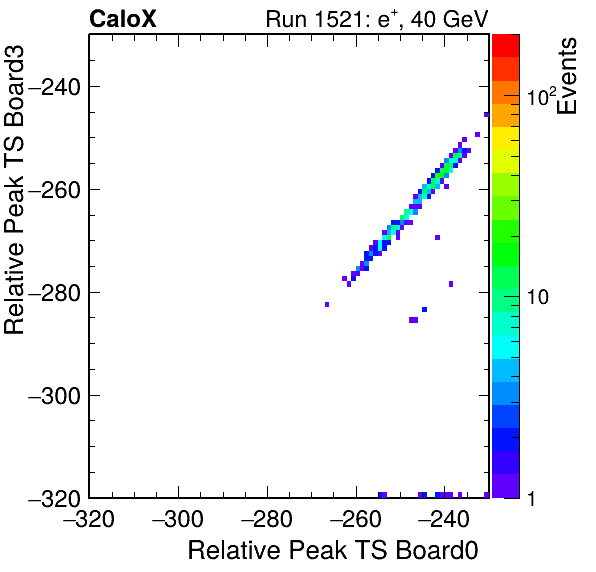 CaloX Run 1521: e⁺, 40 GeV
Relative Peak TS Board3
−240
−260
−280
−300
−320
−320 −300 −280 −260 −240
Relative Peak TS Board0
Events
10²
10
1